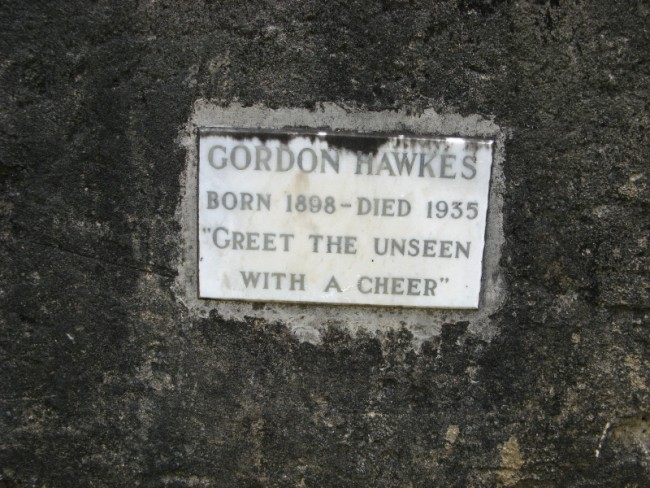 GORDON HAWKES
BORN 1898-DIED 1935
"GREET THE UNSEEN
WITH A CHEER"